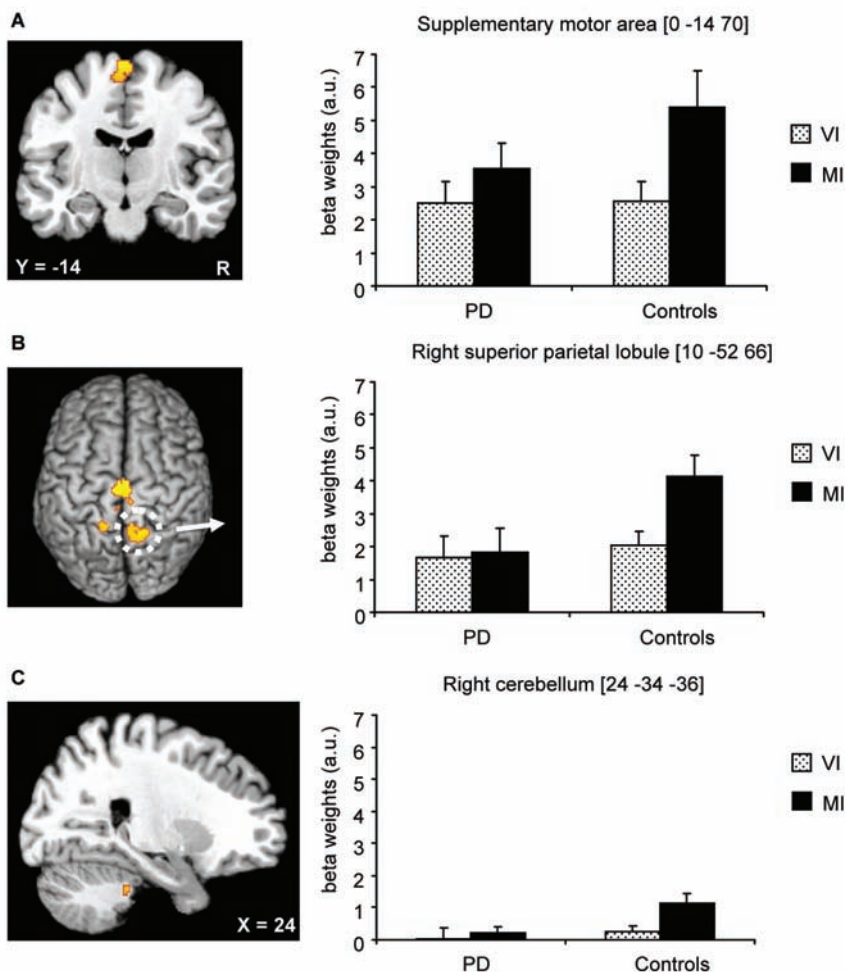 A
Supplementary motor area [0 -14 70]
Y = -14
R
beta weights (a.u.)
7
6
5
4
3
2
1
0
PD
Controls
VI
MI
B
Right superior parietal lobule [10 -52 66]
beta weights (a.u.)
7
6
5
4
3
2
1
0
PD
Controls
VI
MI
C
Right cerebellum [24 -34 -36]
X = 24
beta weights (a.u.)
7
6
5
4
3
2
1
0
PD
Controls
VI
MI